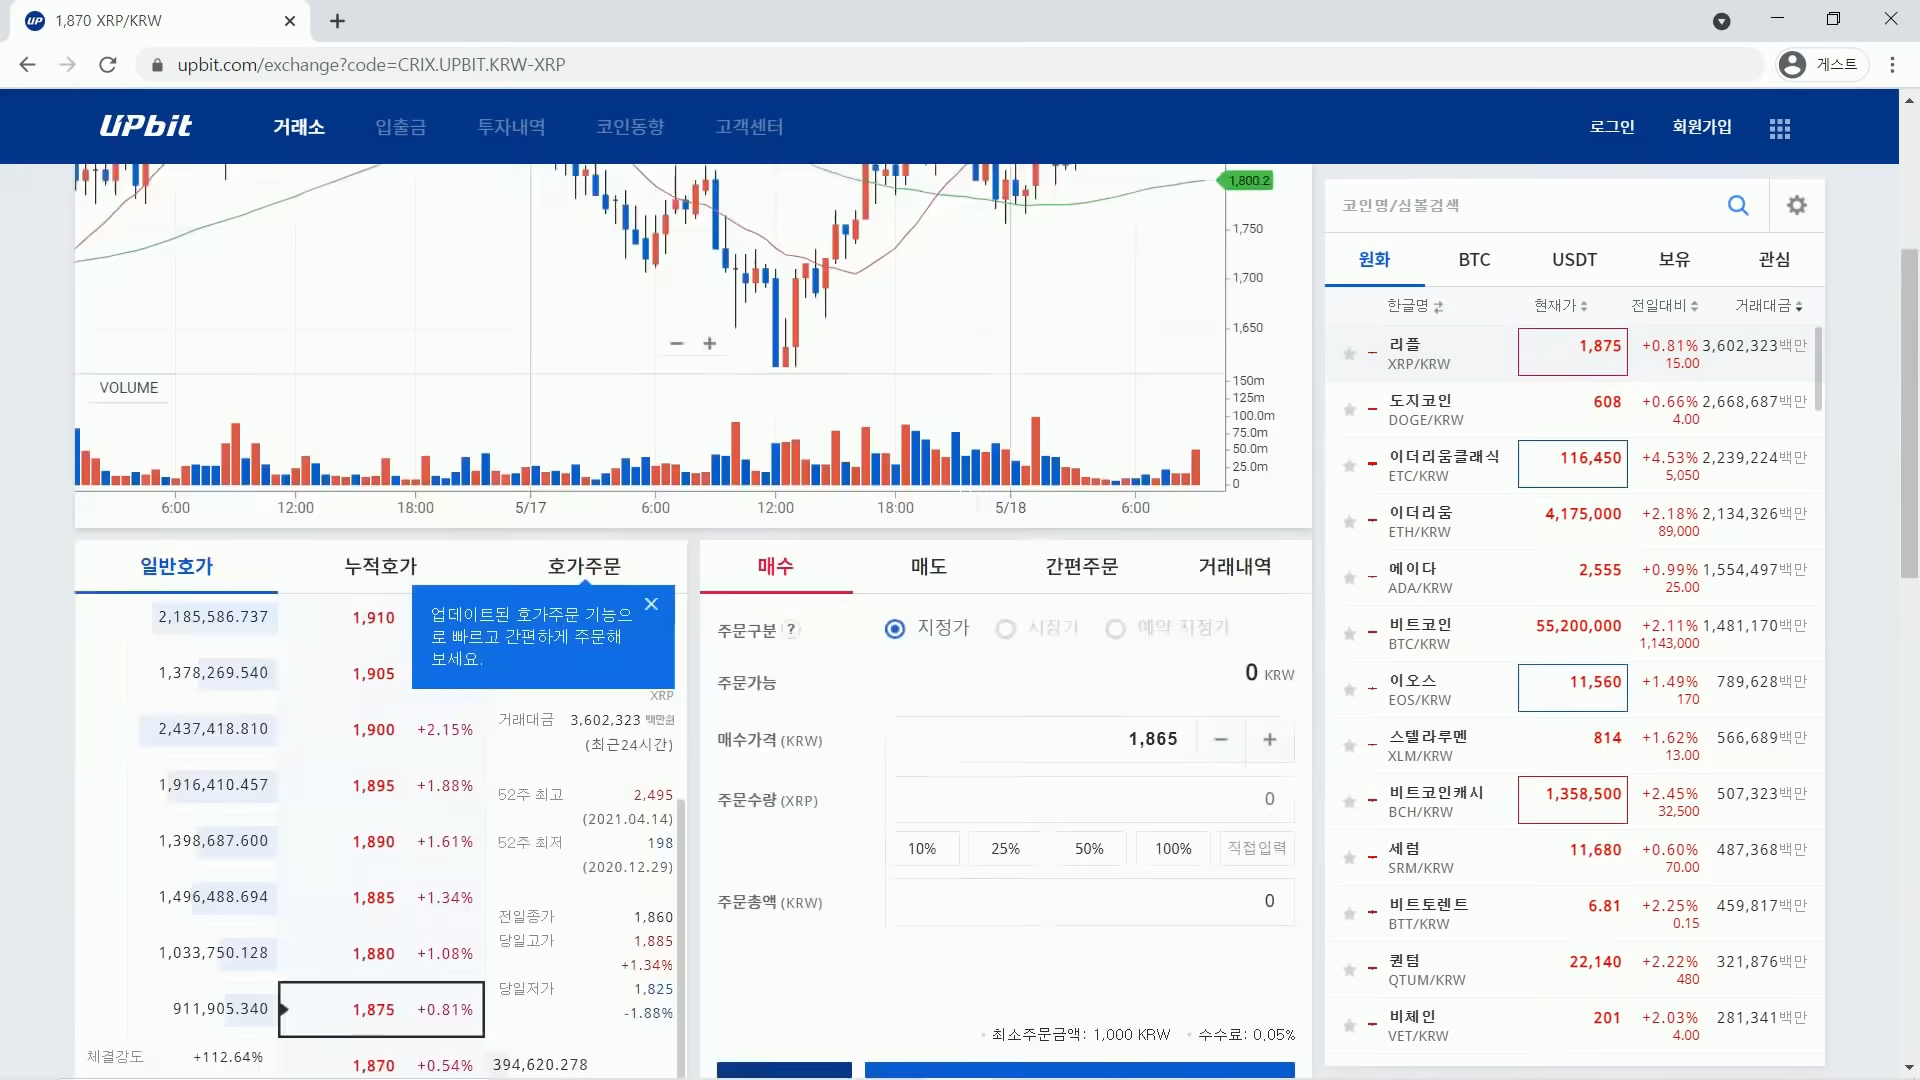 1,870 XRP/KRW
upbit.com/exchange?code=CRIX.UPBIT.KRW-XRP
게스트
UPbit
거래소
입출금
투자내역
코인동향
고객센터
로그인
회원가입
1,800.2
1,750
1,700
1,650
VOLUME
150m
125m
100.0m
75.0m
50.0m
25.0m
0
6:00 12:00 18:00 5/17 6:00 12:00 18:00 5/18 6:00
일반호가 누적호가 호가주문
업데이트된 호가주문 기능으
로 빠르고 간편하게 주문해
보세요.
2,185,586.737 1,910
1,378,269.540 1,905
2,437,418.810 1,900 +2.15%
1,916,410.457 1,895 +1.88%
1,398,687.600 1,890 +1.61%
1,496,488.694 1,885 +1.34%
1,033,750.128 1,880 +1.08%
911,905.340 1,875 +0.81%
체결강도 +112.64%
1,870 +0.54% 394,620.278
XRP
거래대금 3,602,323 백만원
(최근24시간)
52주 최고 2,495
(2021.04.14)
52주 최저 198
(2020.12.29)
전일종가 1,860
당일고가 1,885
+1.34%
당일저가 1,825
-1.88%
매수 매도 간편주문 거래내역
주문구분 ? 지정가 시장가 예약 지정가
주문가능 0 KRW
매수가격 (KRW) 1,865 − +
주문수량 (XRP) 0
10% 25% 50% 100% 직접입력
주문총액 (KRW) 0
최소주문금액: 1,000 KRW 수수료: 0.05%
코인명/심볼검색
원화 BTC USDT 보유 관심
한글명 현재가 전일대비 거래대금
리플 1,875 +0.81% 3,602,323백만
XRP/KRW 15.00
도지코인 608 +0.66% 2,668,687백만
DOGE/KRW 4.00
이더리움클래식 116,450 +4.53% 2,239,224백만
ETC/KRW 5,050
이더리움 4,175,000 +2.18% 2,134,326백만
ETH/KRW 89,000
에이다 2,555 +0.99% 1,554,497백만
ADA/KRW 25.00
비트코인 55,200,000 +2.11% 1,481,170백만
BTC/KRW 1,143,000
이오스 11,560 +1.49% 789,628백만
EOS/KRW 170
스텔라루멘 814 +1.62% 566,689백만
XLM/KRW 13.00
비트코인캐시 1,358,500 +2.45% 507,323백만
BCH/KRW 32,500
세럼 11,680 +0.60% 487,368백만
SRM/KRW 70.00
비트토렌트 6.81 +2.25% 459,817백만
BTT/KRW 0.15
퀀텀 22,140 +2.22% 321,876백만
QTUM/KRW 480
비체인 201 +2.03% 281,341백만
VET/KRW 4.00